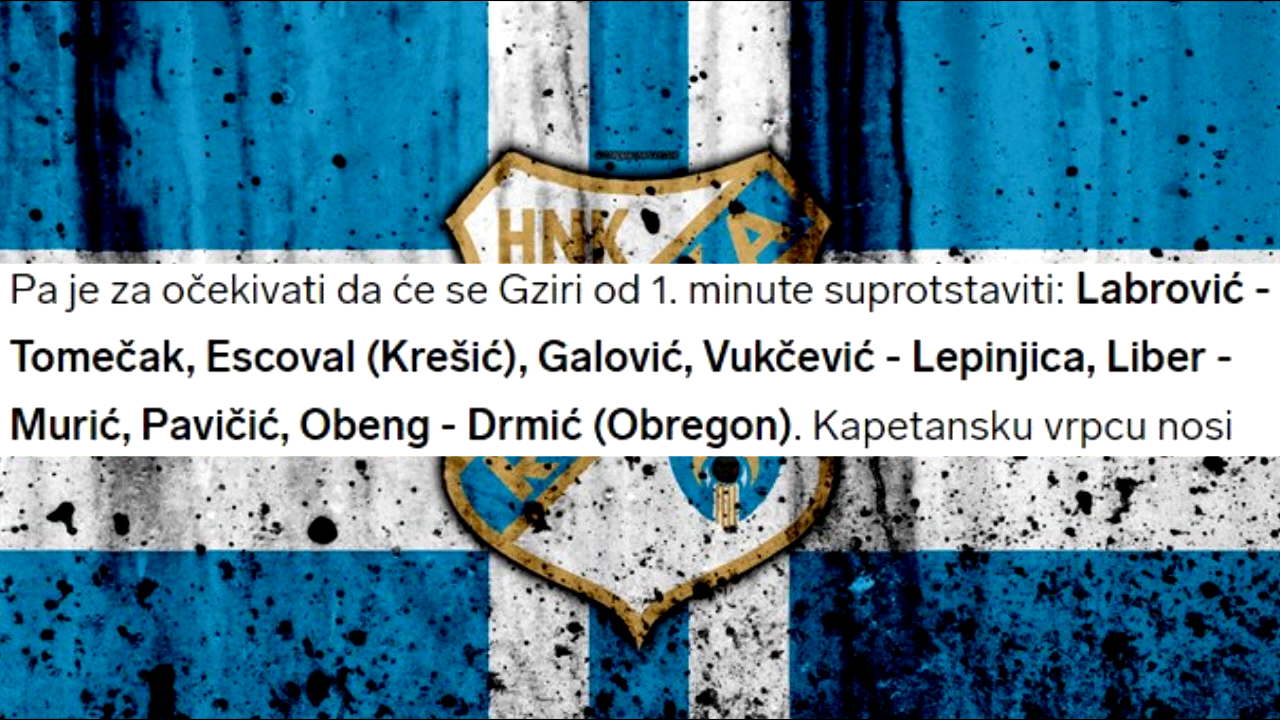 HNK
Pa je za očekivati da će se Gziri od 1. minute suprotstaviti: Labrović -
Tomečak, Escoval (Krešić), Galović, Vukčević - Lepinjica, Liber -
Murić, Pavičić, Obeng - Drmić (Obregon). Kapetansku vrpcu nosi